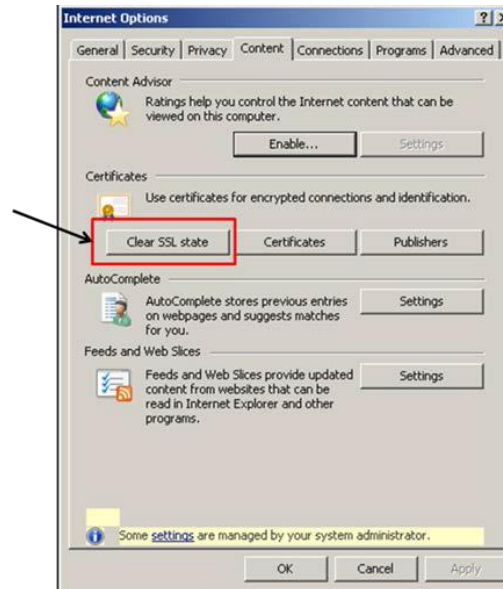 Internet Options
General Security Privacy Content Connections Programs Advanced
Content Advisor
Ratings help you control the Internet content that can be
viewed on this computer.
Enable... Settings
Certificates
Use certificates for encrypted connections and identification.
Clear SSL state Certificates Publishers
AutoComplete
AutoComplete stores previous entries
on webpages and suggests matches
for you.
Settings
Feeds and Web Slices
Feeds and Web Slices provide updated
content from websites that can be
read in Internet Explorer and other
programs.
Settings
Some settings are managed by your system administrator.
OK Cancel Apply